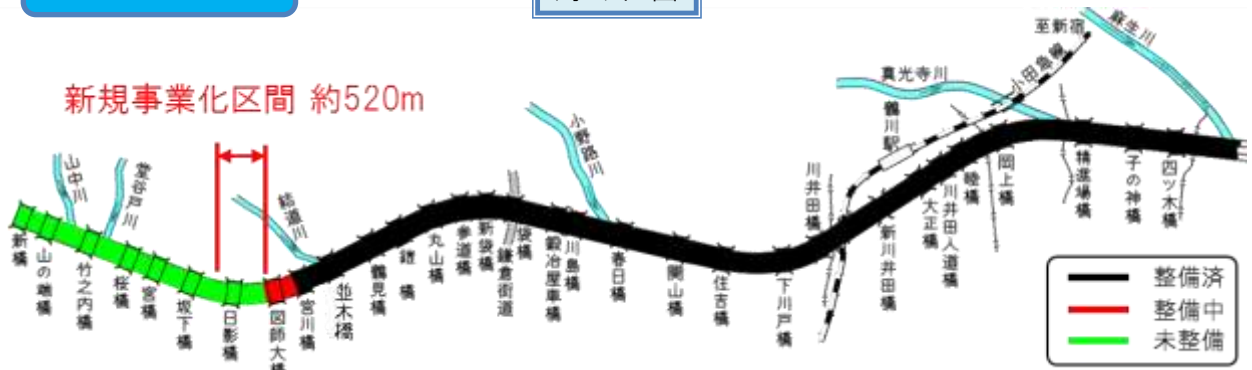 新規事業化区間 約520m
至新宿
麻生川
小田急線
真光寺川
鶴川駅
小野路川
山中川
堂谷戸川
結道川
新橋
山の端橋
竹之内橋
桜橋
宮橋
坂下橋
日影橋
図師大橋
宮川橋
並木橋
鶴見橋
鎧橋
丸山橋
参道橋
新袋橋
鎌倉街道
袋橋
鍛冶屋車橋
川島橋
春日橋
開山橋
住吉橋
下川戸橋
川井田橋
新川井田橋
大正橋
川井田人道橋
睦橋
岡上橋
精進場橋
子の神橋
四ツ木橋
整備済
整備中
未整備